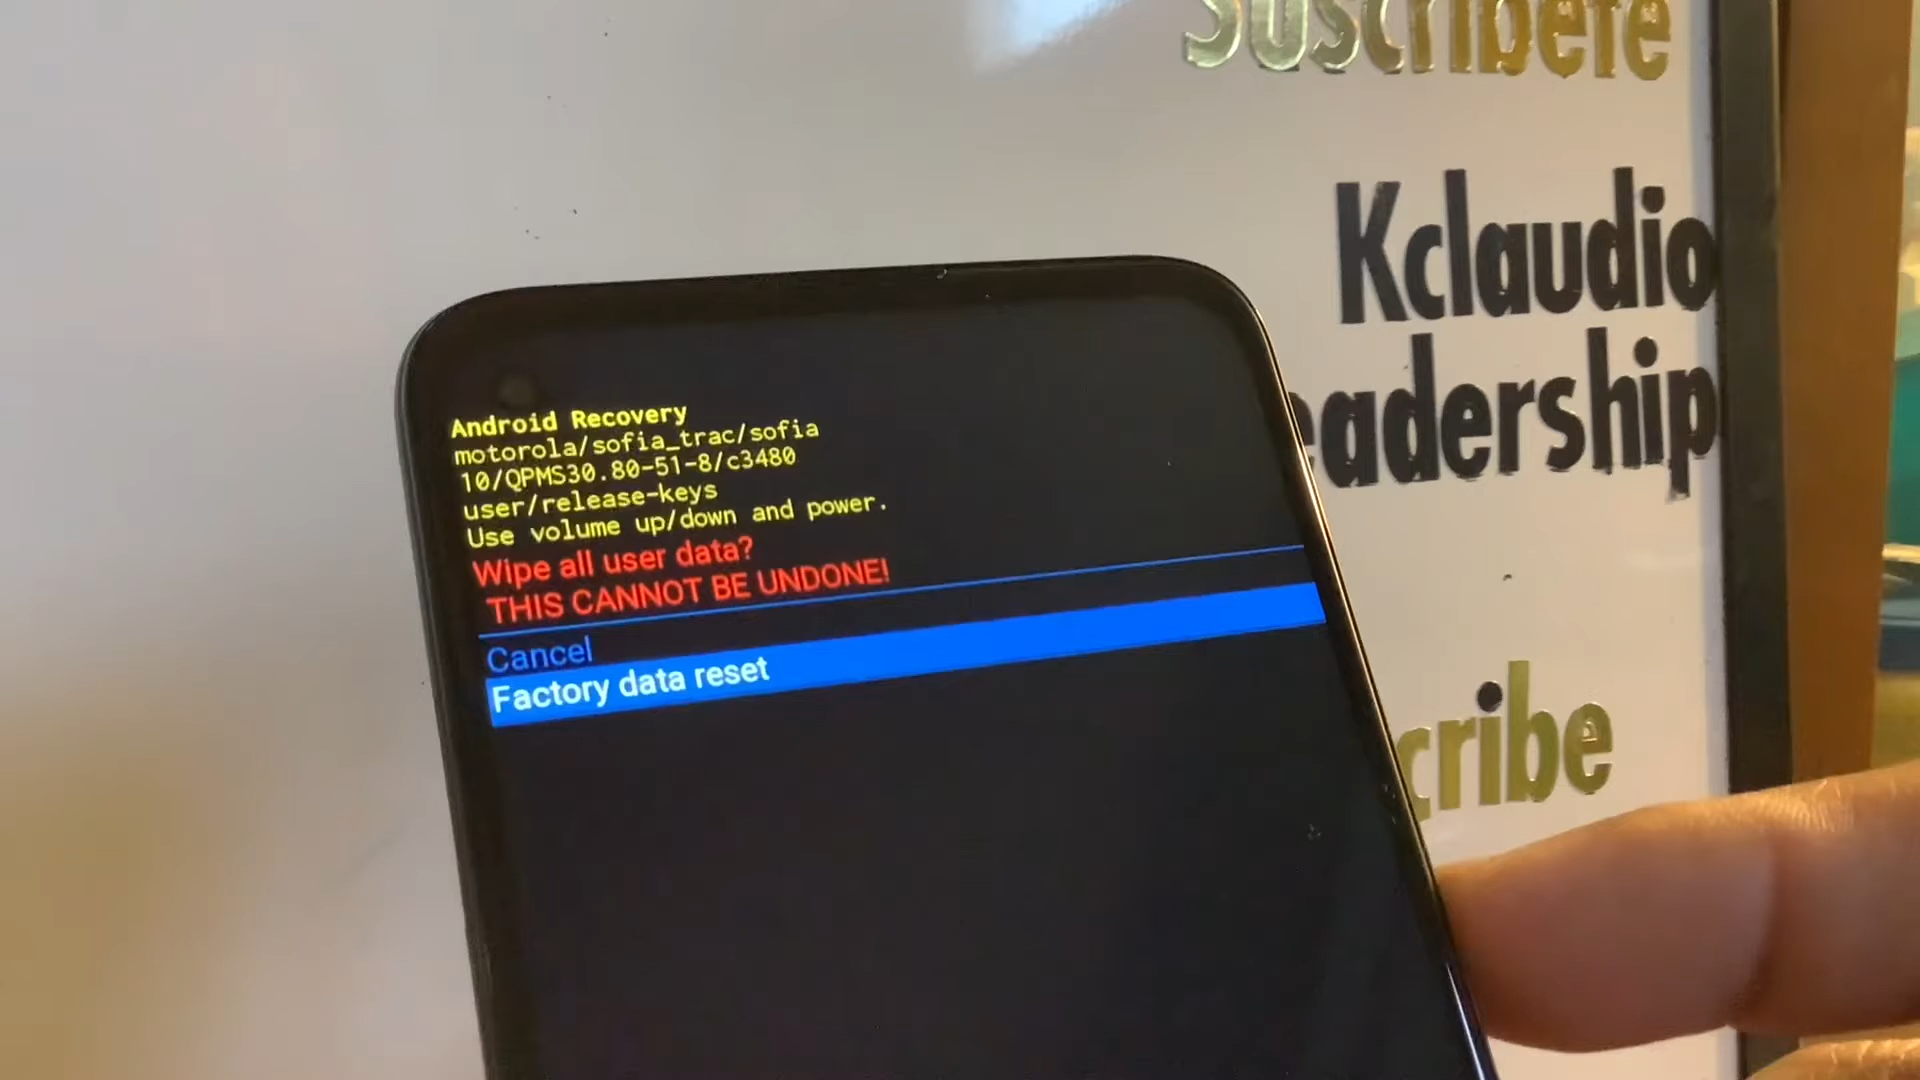 Suscribete
Kclaudio
eadership
Android Recovery
motorola/sofia_trac/sofia
10/QPMS30.80-51-8/c3480
user/release-keys
Use volume up/down and power.
Wipe all user data?
THIS CANNOT BE UNDONE!
Cancel
Factory data reset
cribe